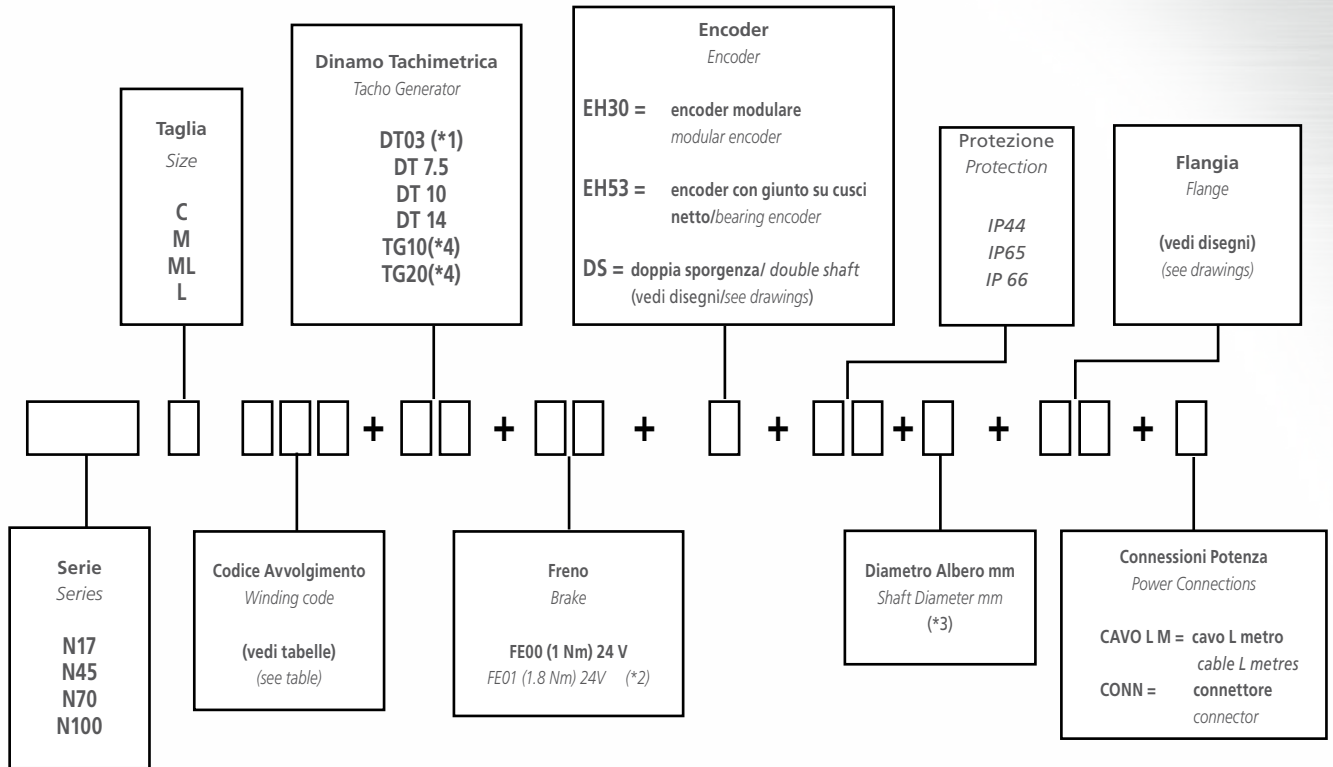 Taglia
Size
C
M
ML
L
Dinamo Tachimetrica
Tacho Generator
DT03 (*1)
DT 7.5
DT 10
DT 14
TG10(*4)
TG20(*4)
Encoder
Encoder
EH30 = encoder modulare
modular encoder
EH53 = encoder con giunto su cusci
netto/bearing encoder
DS = doppia sporgenza/ double shaft
(vedi disegni/see drawings)
Protezione
Protection
IP44
IP65
IP 66
Flangia
Flange
(vedi disegni)
(see drawings)
+ + + + + + +
Serie
Series
N17
N45
N70
N100
Codice Avvolgimento
Winding code
(vedi tabelle)
(see table)
Freno
Brake
FE00 (1 Nm) 24 V
FE01 (1.8 Nm) 24V (*2)
Diametro Albero mm
Shaft Diameter mm
(*3)
Connessioni Potenza
Power Connections
CAVO L M = cavo L metro
cable L metres
CONN = connettore
connector